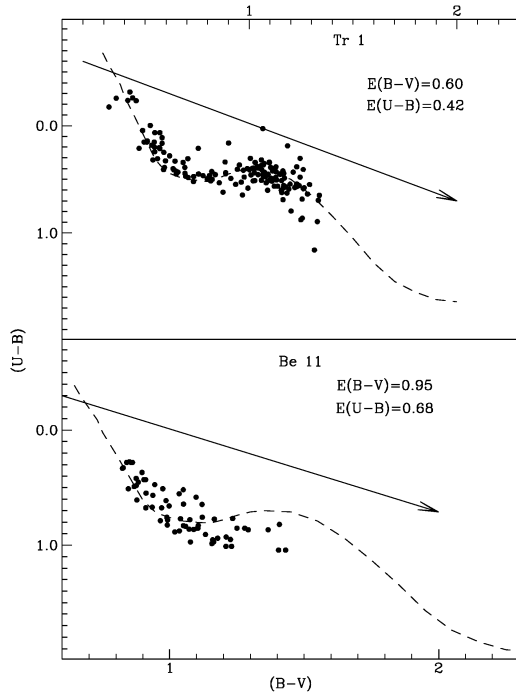 1 2
Tr 1
E(B−V)=0.60
E(U−B)=0.42
0.0
1.0
(U−B)
Be 11
E(B−V)=0.95
E(U−B)=0.68
0.0
1.0
1 2
(B−V)